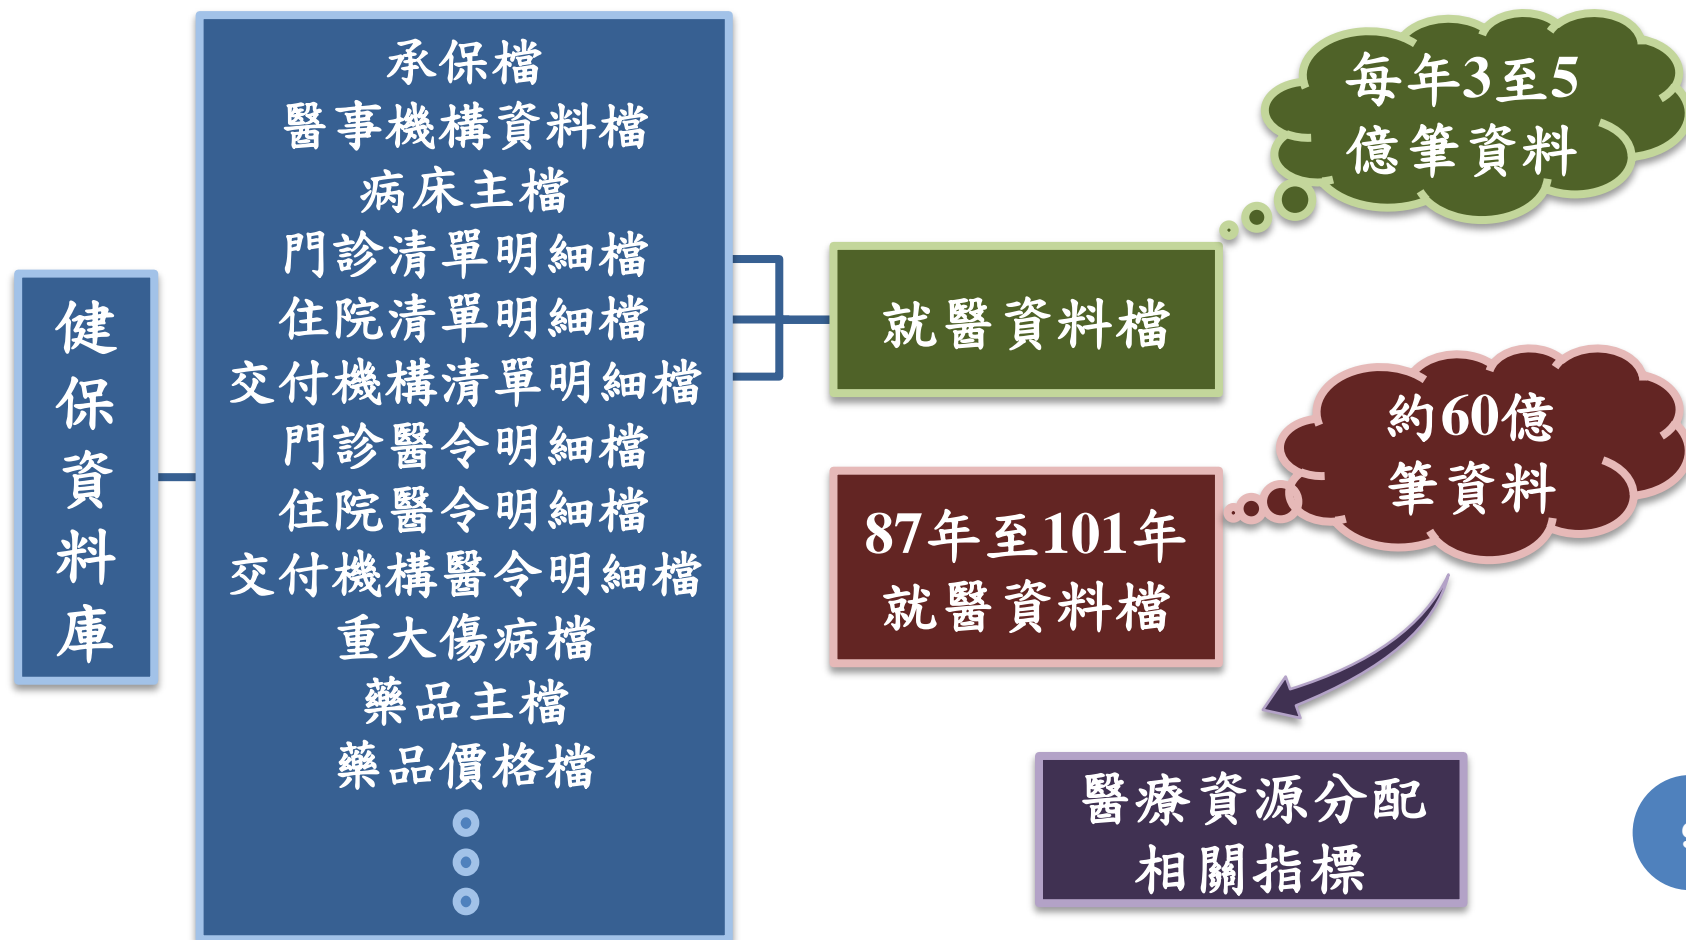 健
保
資
料
庫
承保檔
醫事機構資料檔
病床主檔
門診清單明細檔
住院清單明細檔
交付機構清單明細檔
門診醫令明細檔
住院醫令明細檔
交付機構醫令明細檔
重大傷病檔
藥品主檔
藥品價格檔
每年3至5
億筆資料
就醫資料檔
約60億
筆資料
87年至101年
就醫資料檔
醫療資源分配
相關指標